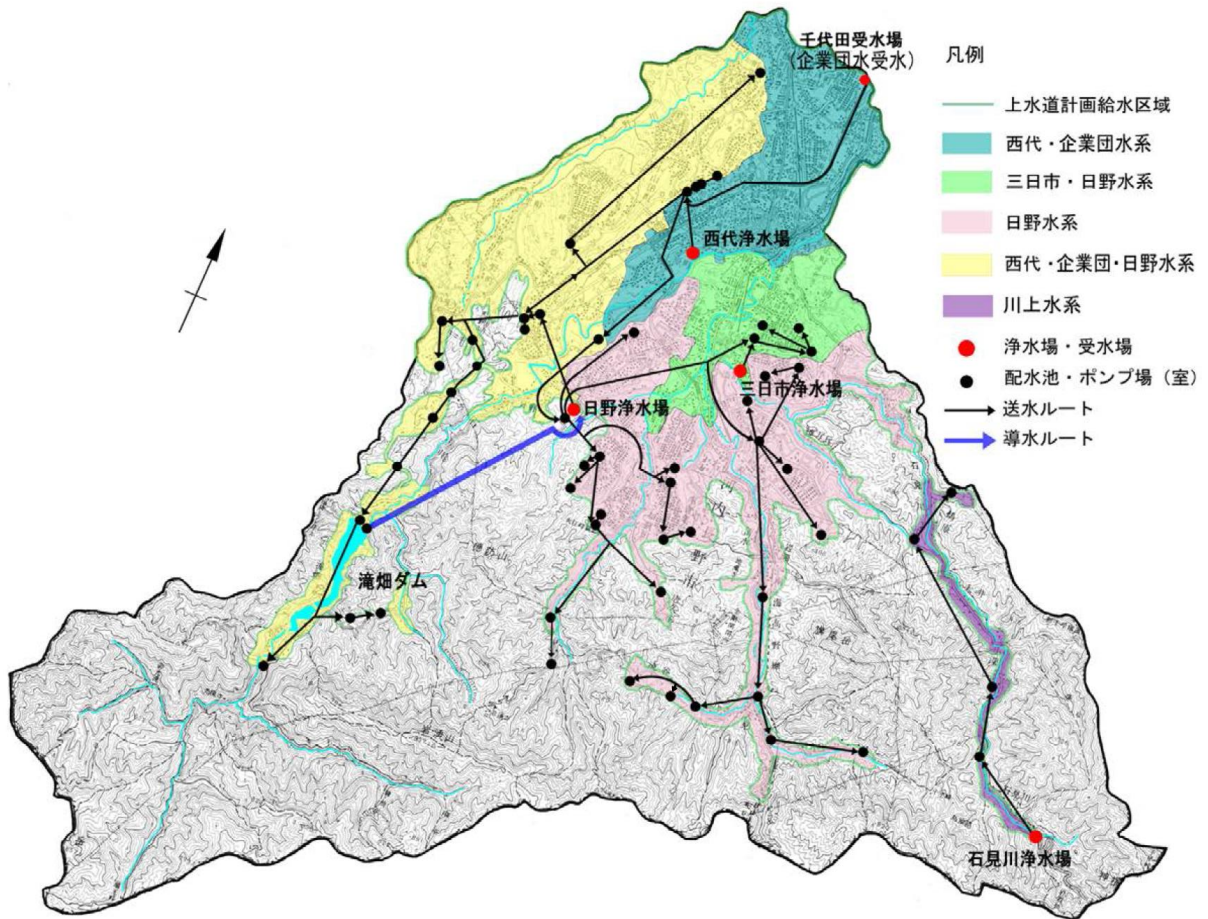 千代田受水場
(企業団水受水)
凡例
上水道計画給水区域
西代・企業団水系
三日市・日野水系
日野水系
西代・企業団・日野水系
川上水系
浄水場・受水場
配水池・ポンプ場（室）
送水ルート
導水ルート
西代浄水場
三日市浄水場
日野浄水場
滝畑ダム
石見川浄水場